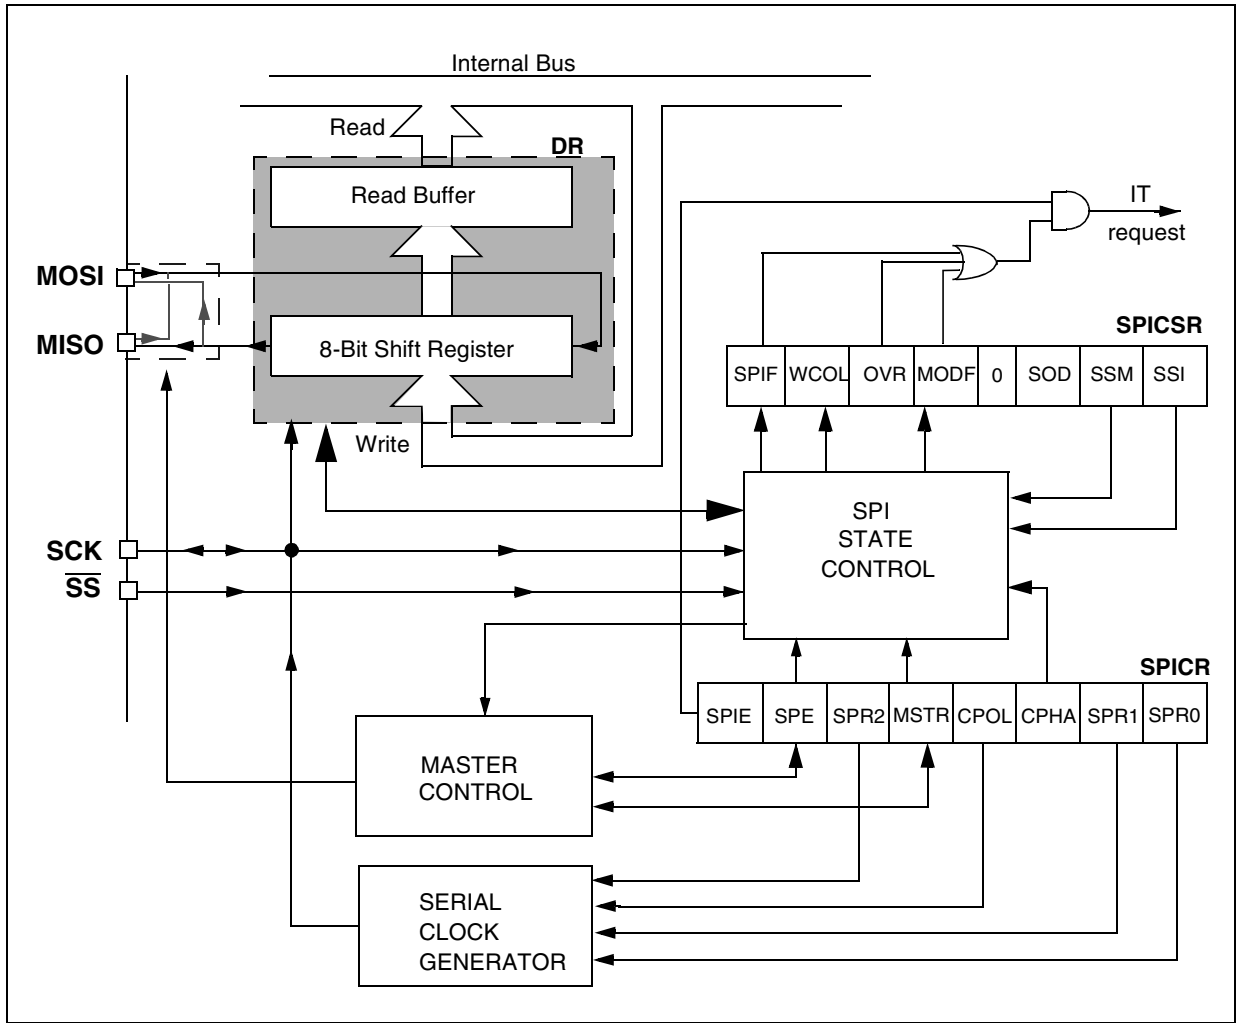 Internal Bus
Read
DR
Read Buffer
IT
request
MOSI
MISO
8-Bit Shift Register
SPICSR
SPIF WCOL OVR MODF 0 SOD SSM SSI
Write
SPI
STATE
CONTROL
SCK
SS
SPICR
SPIE SPE SPR2 MSTR CPOL CPHA SPR1 SPR0
MASTER
CONTROL
SERIAL
CLOCK
GENERATOR